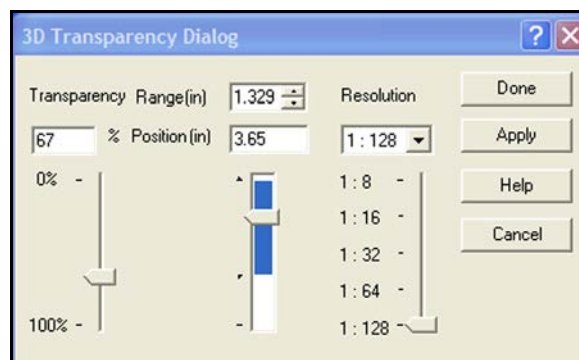 3D Transparency Dialog
Transparency Range(in) 1.329 Resolution Done
67 % Position(in) 3.65 1 : 128 Apply
0% 1 : 8 Help
1 : 16
1 : 32 Cancel
1 : 64
100% 1 : 128